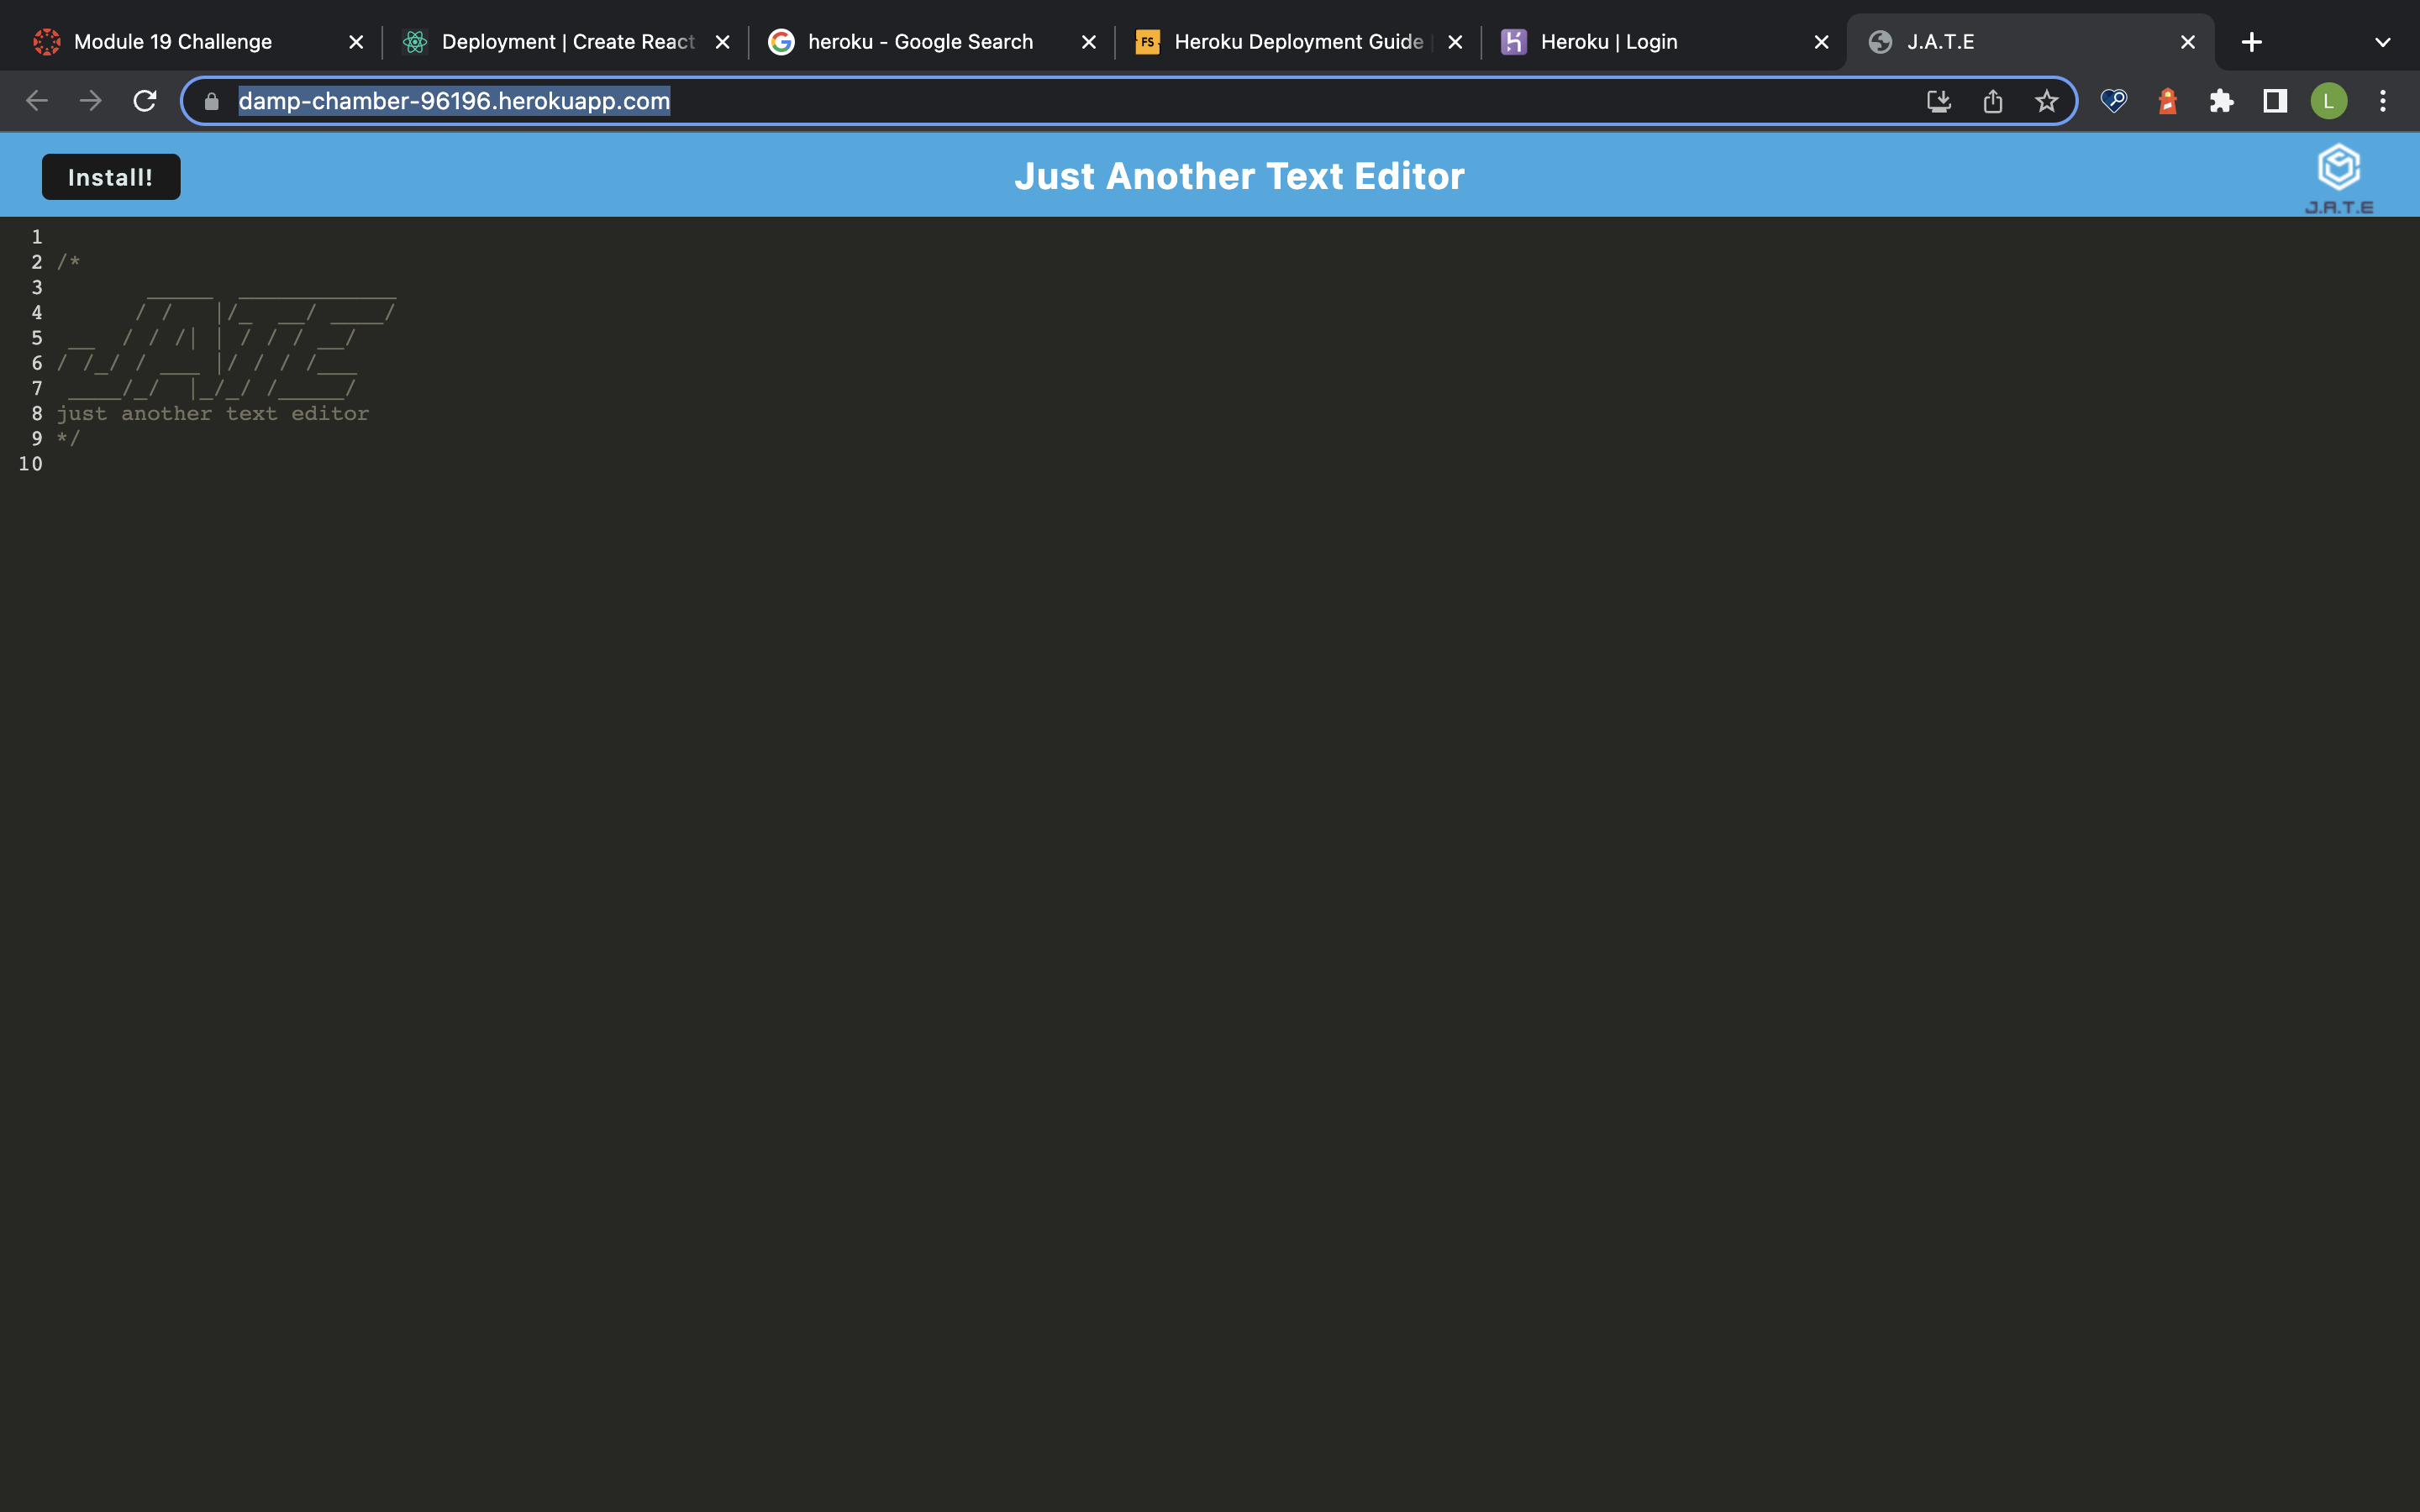 Module 19 Challenge
Deployment | Create React
heroku - Google Search
Heroku Deployment Guide
Heroku | Login
J.A.T.E
damp-chamber-96196.herokuapp.com
L
Install!
Just Another Text Editor
J.A.T.E
1
2 /*
3       _____  ____________
4      / /   |/_  __/ ____/
5 __  / / /| | / / / __/
6 / /_/ / ___ |/ / / /___
7 ____/_/  |_/_/ /_____/
8 just another text editor
9 */
10